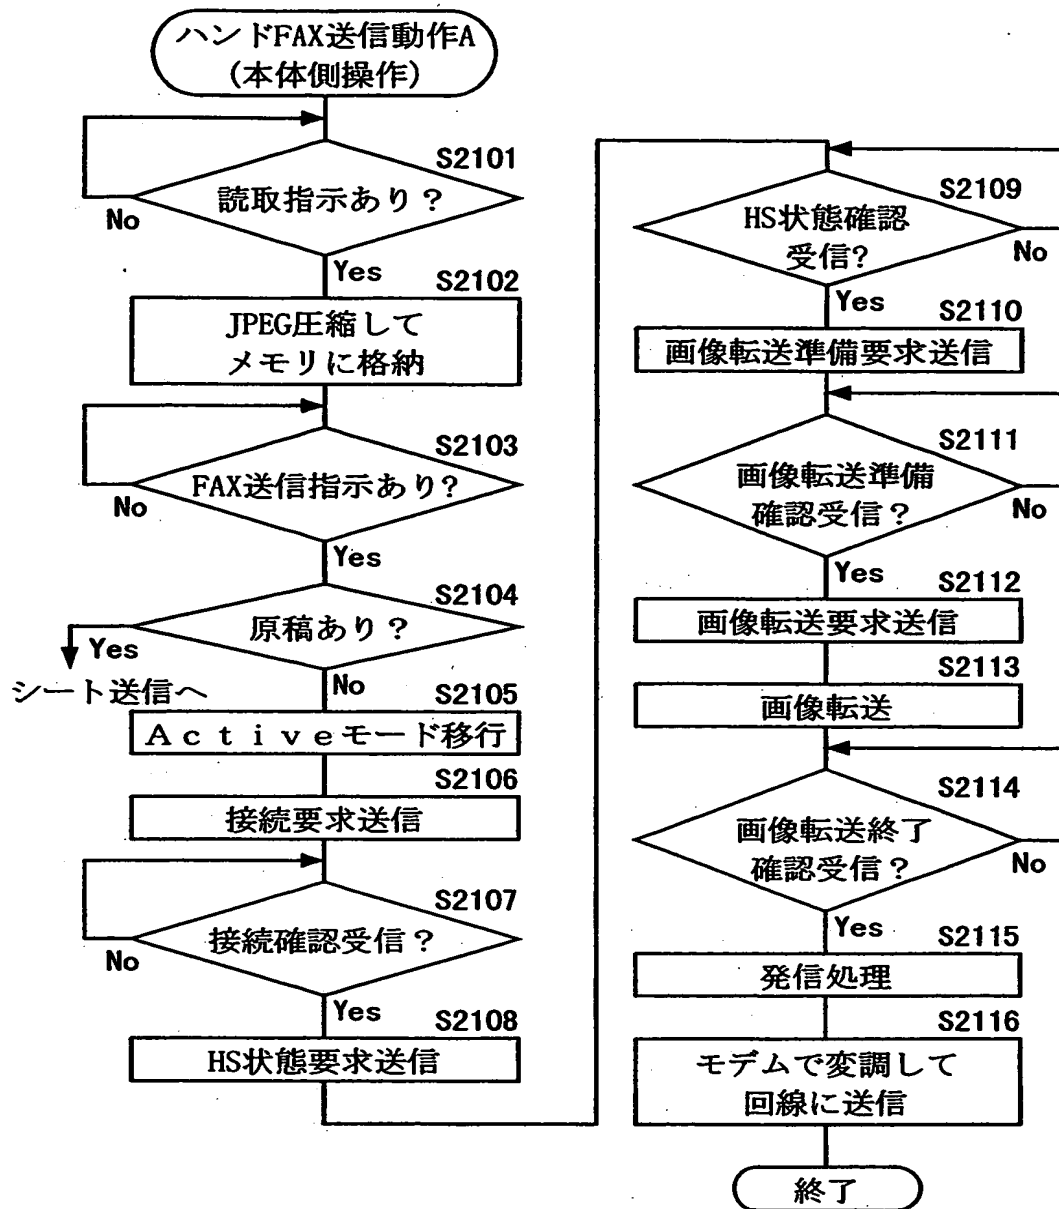 ハンドFAX送信動作A
(本体側操作)
S2101
読取指示あり?
No
Yes
S2102
JPEG圧縮して
メモリに格納
S2103
FAX送信指示あり?
No
Yes
S2104
原稿あり?
Yes
シート送信へ
No
S2105
Activeモード移行
S2106
接続要求送信
S2107
接続確認受信?
No
Yes
S2108
HS状態要求送信
S2109
HS状態確認
受信?
No
Yes
S2110
画像転送準備要求送信
S2111
画像転送準備
確認受信?
No
Yes
S2112
画像転送要求送信
S2113
画像転送
S2114
画像転送終了
確認受信?
No
Yes
S2115
発信処理
S2116
モデムで変調して
回線に送信
終了